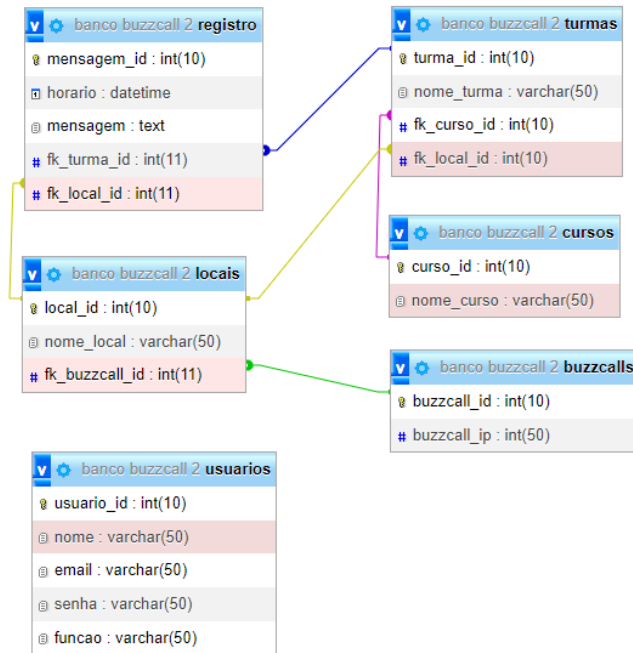 v banco buzzcall 2 registro
mensagem_id : int(10)
horario : datetime
mensagem : text
# fk_turma_id : int(11)
# fk_local_id : int(11)
v banco buzzcall 2 turmas
turma_id : int(10)
nome_turma : varchar(50)
# fk_curso_id : int(10)
# fk_local_id : int(10)
v banco buzzcall 2 cursos
curso_id : int(10)
nome_curso : varchar(50)
v banco buzzcall 2 locais
local_id : int(10)
nome_local : varchar(50)
# fk_buzzcall_id : int(11)
v banco buzzcall 2 buzzcalls
buzzcall_id : int(10)
# buzzcall_ip : int(50)
v banco buzzcall 2 usuarios
usuario_id : int(10)
nome : varchar(50)
email : varchar(50)
senha : varchar(50)
funcao : varchar(50)